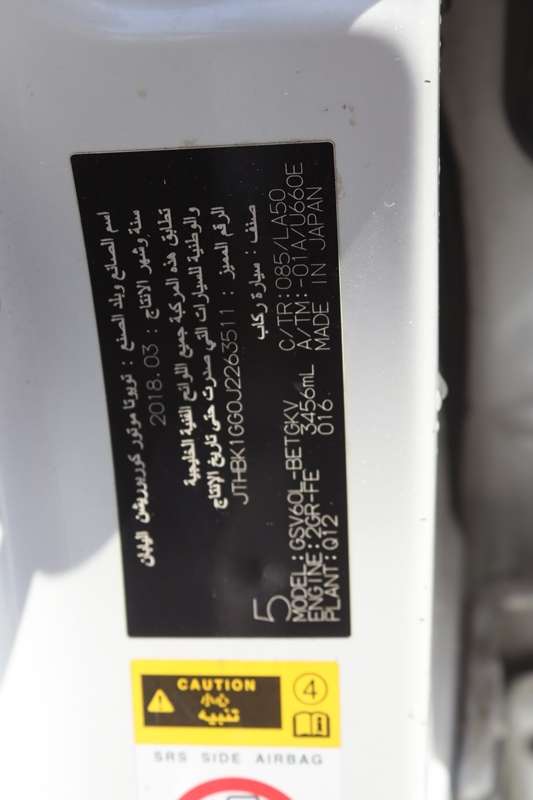 اسم الصانع وبلد الصنع : تويوتا موتور كوربوريشن اليابان
سنة وشهر الانتاج : 2018.03
تطابق هذه المركبة جميع اللوائح الفنية الخليجية
والوطنية للسيارات التي صدرت حتى تاريخ الإنتاج
الرقم المميز : JTHBK1GG0J2263511
صنف : سيارة ركاب
5
MODEL:GSV60L-BETGKV C/TR:085/LA50
ENGINE:2GR-FE 3456mL A/TM:-01A/U660E
PLANT:Q12 016 MADE IN JAPAN
CAUTION
تنبيه
4
SRS SIDE AIRBAG